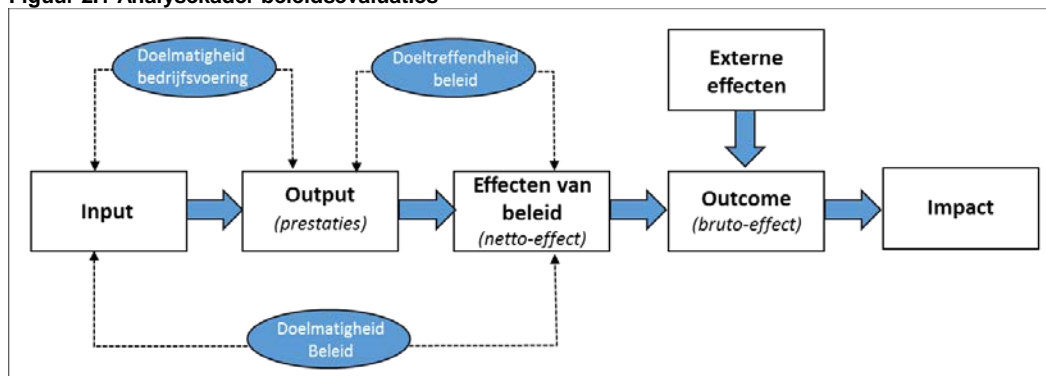 Figuur 2.1 Analysekader beleidsevaluaties
Doelmatigheid
bedrijfsvoering
Doeltreffendheid
beleid
Externe
effecten
Input
Output
(prestaties)
Effecten van
beleid
(netto-effect)
Outcome
(bruto-effect)
Impact
Doelmatigheid
Beleid